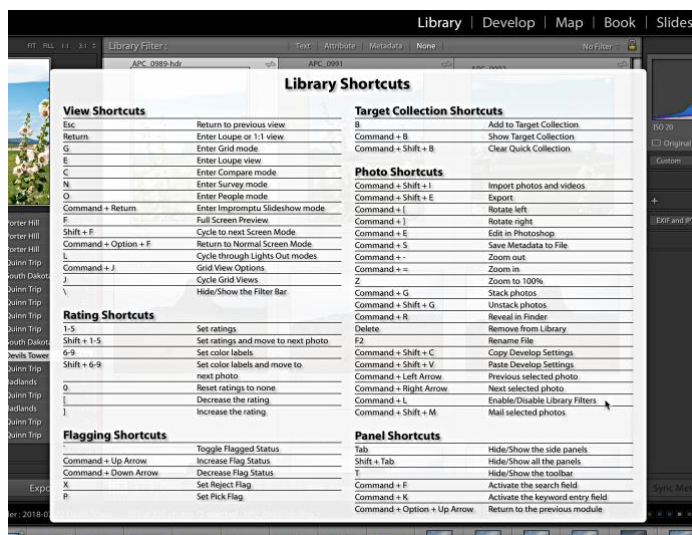 Library | Develop | Map | Book | Slides
FIT FILL 1:1 3:1
Library Filter:
Text | Attribute | Metadata | None
No Filter
APC_0989-hdr
APC_0991
Library Shortcuts
View Shortcuts
Esc Return to previous view
Return Enter Loupe or 1:1 view
G Enter Grid mode
E Enter Loupe view
C Enter Compare mode
N Enter Survey mode
O Enter People mode
Command + Return Enter Impromptu Slideshow mode
F Full Screen Preview
Shift + F Cycle to next Screen Mode
Command + Option + F Return to Normal Screen Mode
L Cycle through Lights Out modes
Command + J Grid View Options
J Cycle Grid Views
\ Hide/Show the Filter Bar
Rating Shortcuts
1-5 Set ratings
Shift + 1-5 Set ratings and move to next photo
6-9 Set color labels
Shift + 6-9 Set color labels and move to
next photo
0 Reset ratings to none
[ Decrease the rating
] Increase the rating
Flagging Shortcuts
` Toggle Flagged Status
Command + Up Arrow Increase Flag Status
Command + Down Arrow Decrease Flag Status
X Set Reject Flag
P Set Pick Flag
Target Collection Shortcuts
B Add to Target Collection
Command + B Show Target Collection
Command + Shift + B Clear Quick Collection
Photo Shortcuts
Command + Shift + I Import photos and videos
Command + Shift + E Export
Command + [ Rotate left
Command + ] Rotate right
Command + E Edit in Photoshop
Command + S Save Metadata to File
Command + - Zoom out
Command + = Zoom in
Z Zoom to 100%
Command + G Stack photos
Command + Shift + G Unstack photos
Command + R Reveal in Finder
Delete Remove from Library
F2 Rename File
Command + Shift + C Copy Develop Settings
Command + Shift + V Paste Develop Settings
Command + Left Arrow Previous selected photo
Command + Right Arrow Next selected photo
Command + L Enable/Disable Library Filters
Command + Shift + M Mail selected photos
Panel Shortcuts
Tab Hide/Show the side panels
Shift + Tab Hide/Show all the panels
T Hide/Show the toolbar
Command + F Activate the search field
Command + K Activate the keyword entry field
Command + Option + Up Arrow Return to the previous module
Porter Hill
Porter Hill
Porter Hill
Quinn Trip
South Dakota
Quinn Trip
Quinn Trip
Quinn Trip
Quinn Trip
South Dakota
Devils Tower
Quinn Trip
Badlands
Quinn Trip
Badlands
Quinn Trip
Quinn Trip
Expo
ISO 20
Original
Custom
EXIF and IP
Sync Met
der : 2018-07